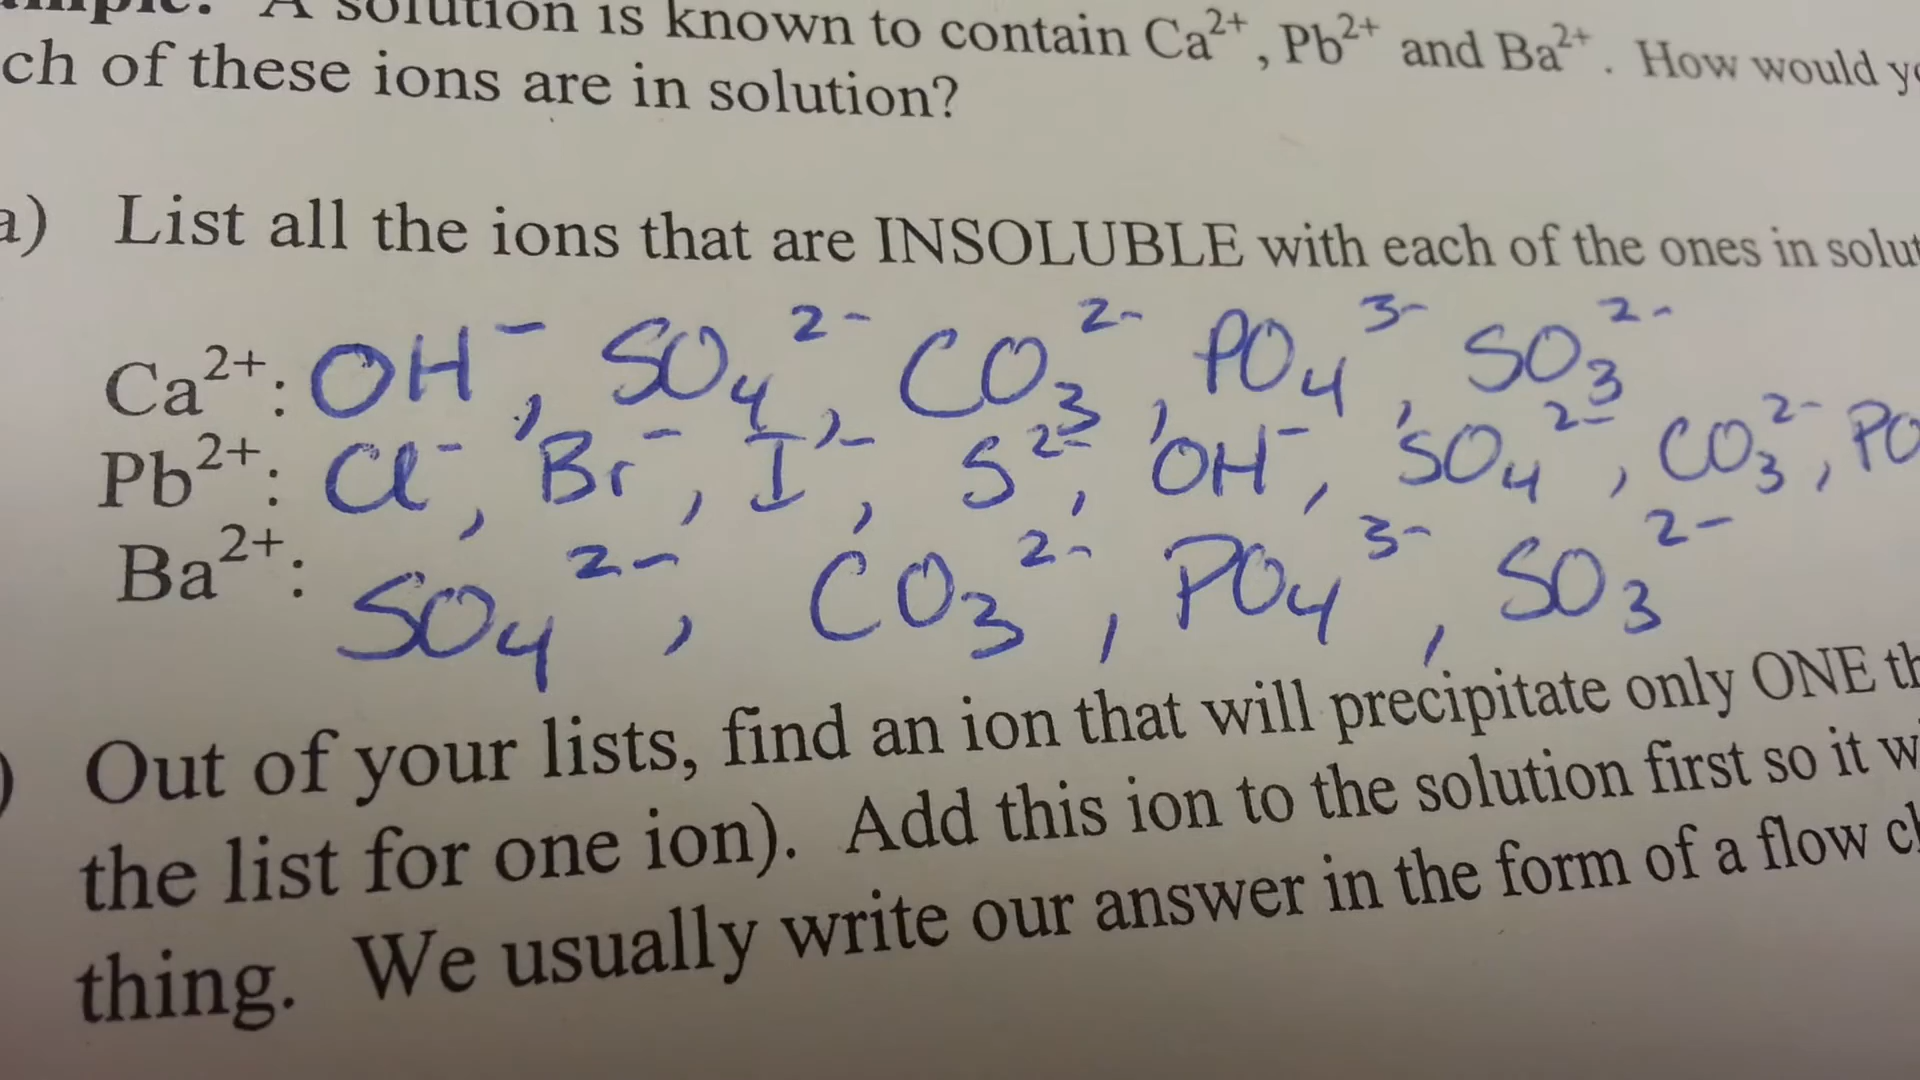 A solution is known to contain Ca²⁺, Pb²⁺ and Ba²⁺. How would
of these ions are in solution?
a) List all the ions that are INSOLUBLE with each of the ones in
Ca²⁺: OH⁻, SO₄²⁻, CO₃²⁻, PO₄³⁻, SO₃²⁻
Pb²⁺: Cl⁻, Br⁻, I⁻, S²⁻, OH⁻, SO₄²⁻, CO₃²⁻, PO
Ba²⁺: SO₄²⁻, CO₃²⁻, PO₄³⁻, SO₃²⁻
) Out of your lists, find an ion that will precipitate only ONE
the list for one ion). Add this ion to the solution first so it
thing. We usually write our answer in the form of a flow